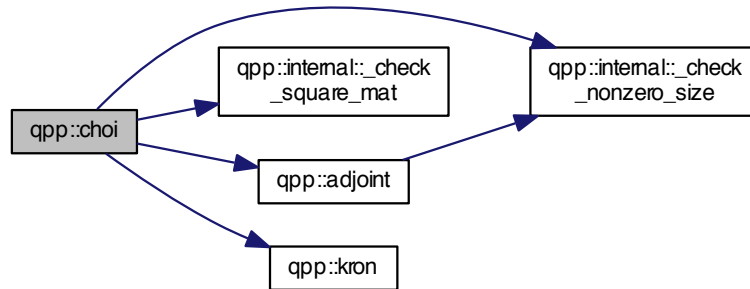 qpp::internal::_check
_square_mat
qpp::internal::_check
_nonzero_size
qpp::choi
qpp::adjoint
qpp::kron